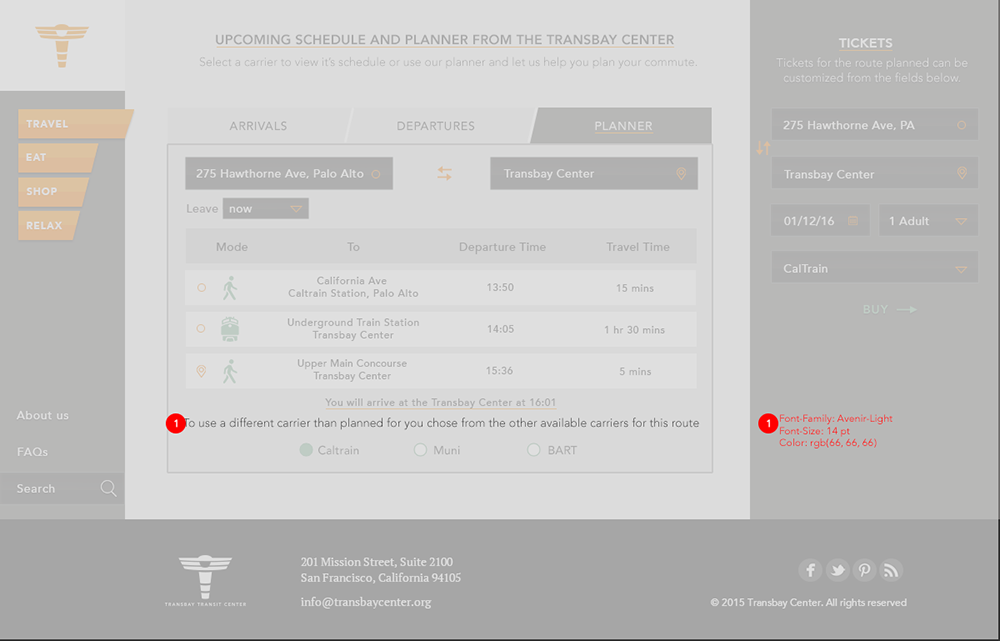 UPCOMING SCHEDULE AND PLANNER FROM THE TRANSBAY CENTER
Select a carrier to view it's schedule or use our planner and let us help you plan your commute.
TRAVEL
EAT
SHOP
RELAX
About us
FAQs
Search
ARRIVALS
DEPARTURES
PLANNER
275 Hawthorne Ave, Palo Alto
Transbay Center
Leave now
Mode To Departure Time Travel Time
California Ave
Caltrain Station, Palo Alto
13:50
15 mins
Underground Train Station
Transbay Center
14:05
1 hr 30 mins
Upper Main Concourse
Transbay Center
15:36
5 mins
You will arrive at the Transbay Center at 16:01
1
To use a different carrier than planned for you chose from the other available carriers for this route
Caltrain
Muni
BART
TICKETS
Tickets for the route planned can be
customized from the fields below.
275 Hawthorne Ave, PA
Transbay Center
01/12/16
1 Adult
CalTrain
BUY
1
Font-Family: Avenir-Light
Font-Size: 14 pt
Color: rgb(66, 66, 66)
TRANSBAY TRANSIT CENTER
201 Mission Street, Suite 2100
San Francisco, California 94105
info@transbaycenter.org
© 2015 Transbay Center. All rights reserved